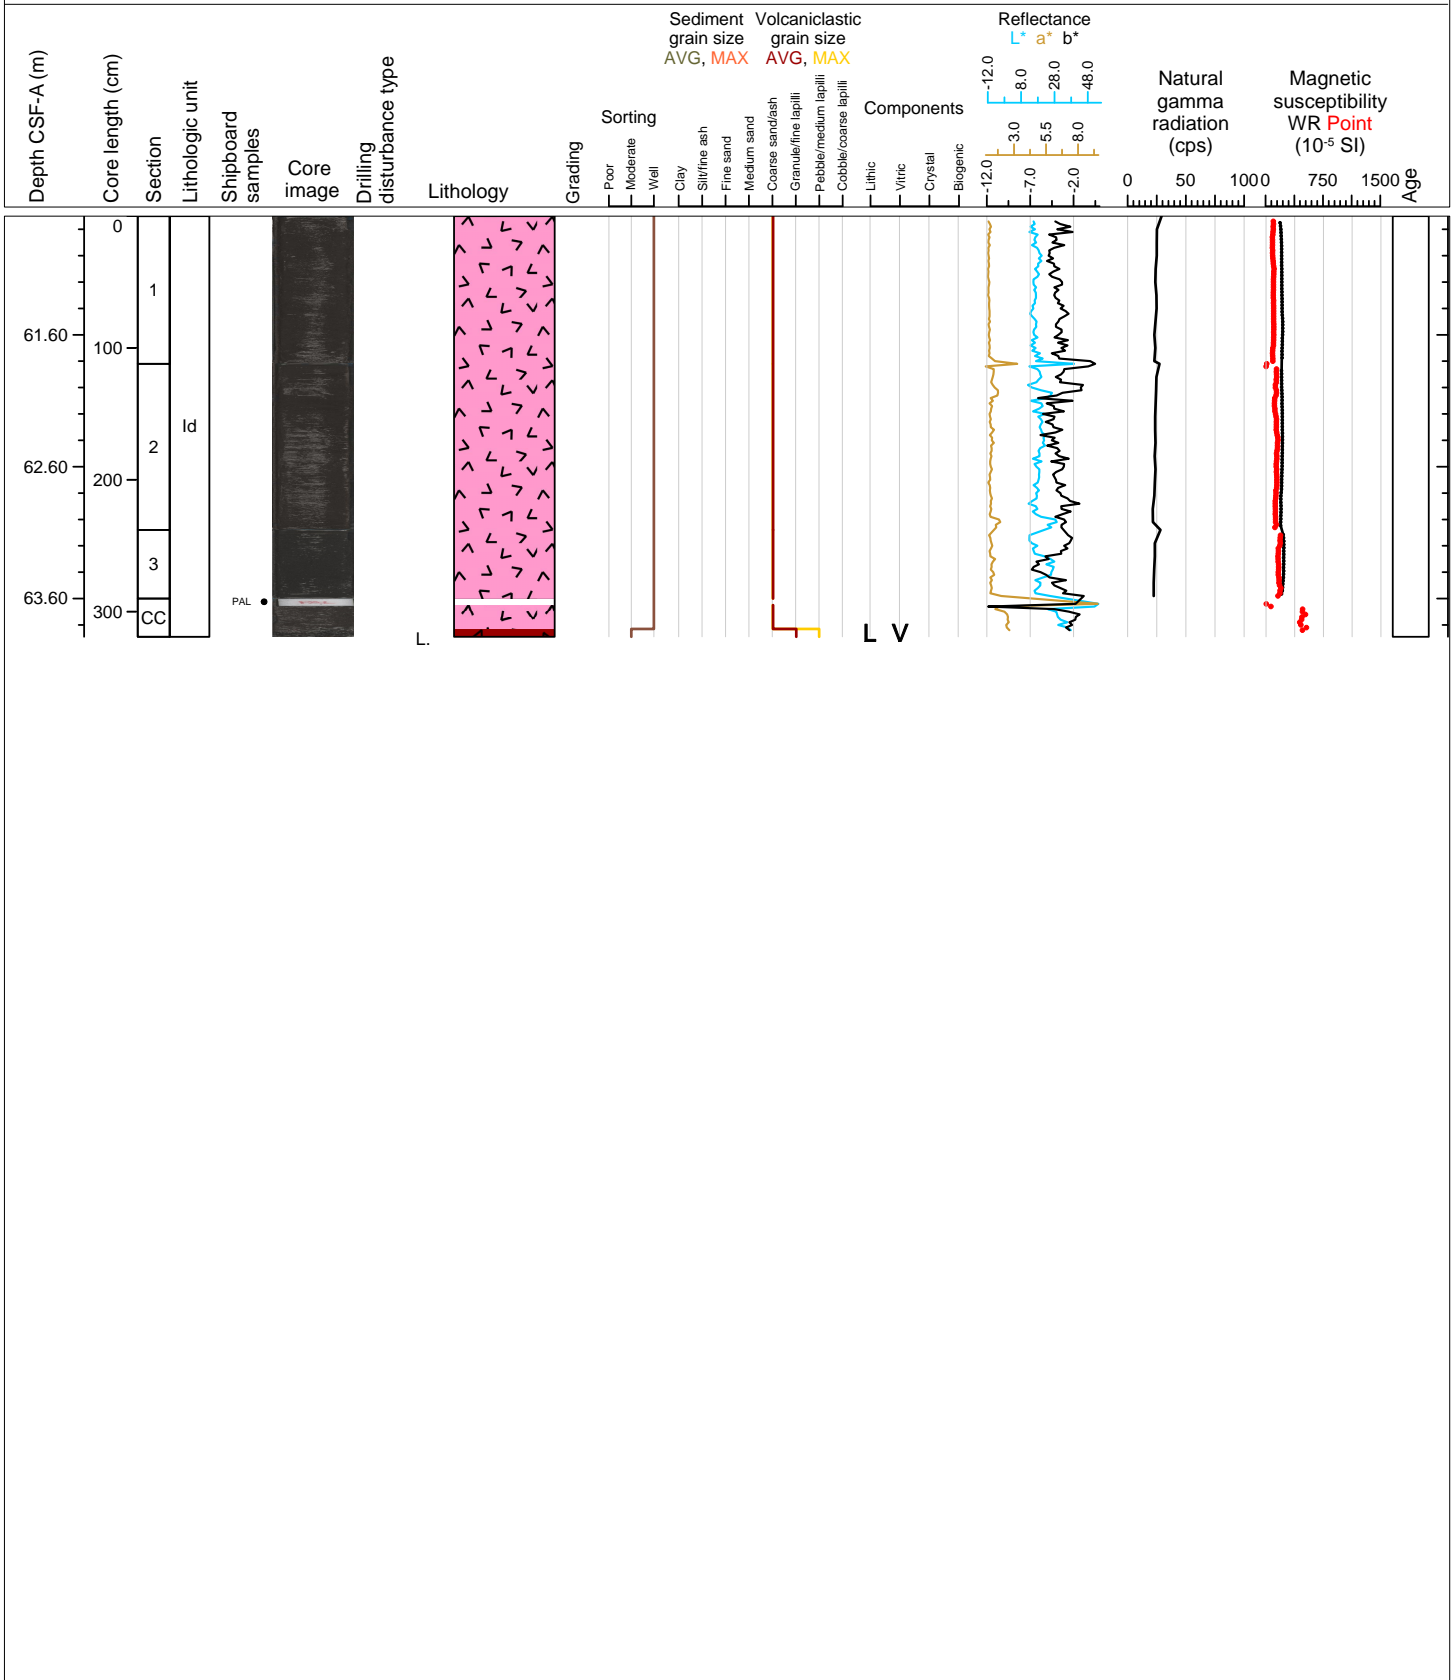 Depth CSF-A (m)
Core length (cm)
Section
Lithologic unit
Shipboard
samples
Core
image
Drilling
disturbance type
Lithology
Grading
Sorting
Poor
Moderate
Well
Sediment
grain size
AVG, MAX
Volcaniclastic
grain size
AVG, MAX
Clay
Silt/fine ash
Fine sand
Medium sand
Coarse sand/ash
Granule/fine lapilli
Pebble/medium lapilli
Cobble/coarse lapilli
Components
Lithic
Vitric
Crystal
Biogenic
Reflectance
L* a* b*
-12.0 8.0 28.0 48.0
3.0 5.5 8.0
-12.0 -7.0 -2.0
Natural
gamma
radiation
(cps)
0 50 100
Magnetic
susceptibility
WR Point
(10-5 SI)
0 750 1500
Age
0
1
61.60
100
Id
2
62.60
200
3
63.60
PAL
300
CC
L.
L V